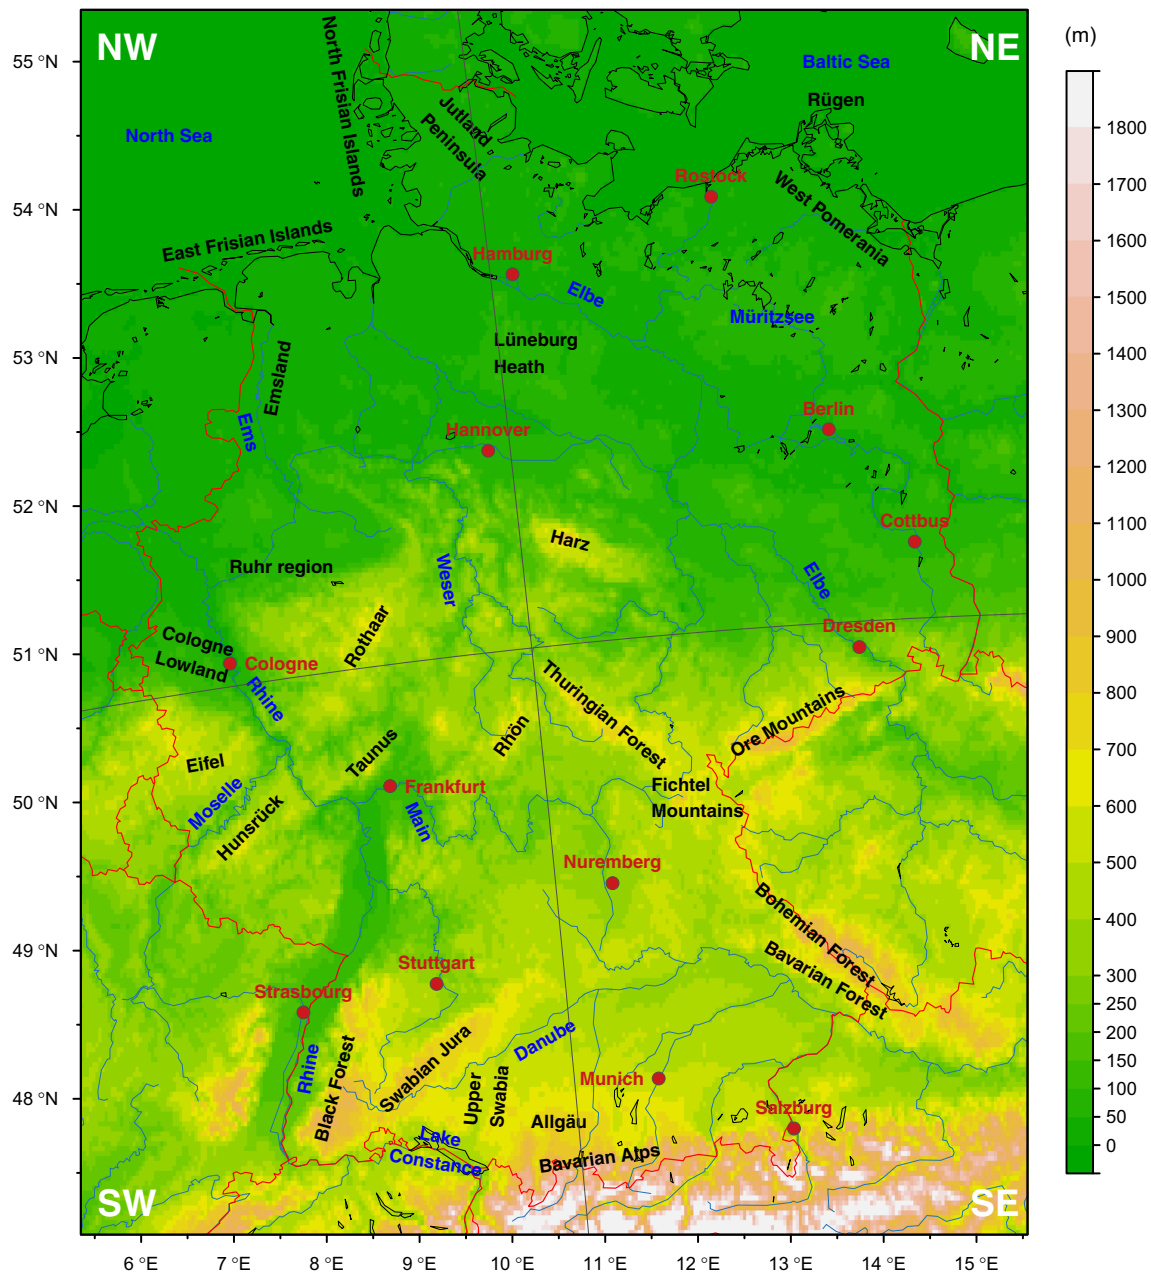 NW
NE
(m)
55 °N
54 °N
53 °N
52 °N
51 °N
50 °N
49 °N
48 °N
North Sea
North Frisian Islands
Jutland
Peninsula
Baltic Sea
Rügen
Rostock
West Pomerania
East Frisian Islands
Hamburg
Elbe
Müritzsee
Lüneburg
Heath
Emsland
Ems
Hannover
Berlin
Cottbus
Harz
Weser
Elbe
Ruhr region
Rothaar
Cologne
Lowland
Cologne
Rhine
Dresden
Thuringian Forest
Rhön
Ore Mountains
Eifel
Taunus
Moselle
Hunsrück
Frankfurt
Main
Fichtel
Mountains
Nuremberg
Bohemian Forest
Bavarian Forest
Stuttgart
Strasbourg
Rhine
Black Forest
Swabian Jura
Danube
Upper
Swabia
Munich
Allgäu
Salzburg
Lake
Constance
Bavarian Alps
SW
SE
6 °E
7 °E
8 °E
9 °E
10 °E
11 °E
12 °E
13 °E
14 °E
15 °E
1800
1700
1600
1500
1400
1300
1200
1100
1000
900
800
700
600
500
400
300
250
200
150
100
50
0